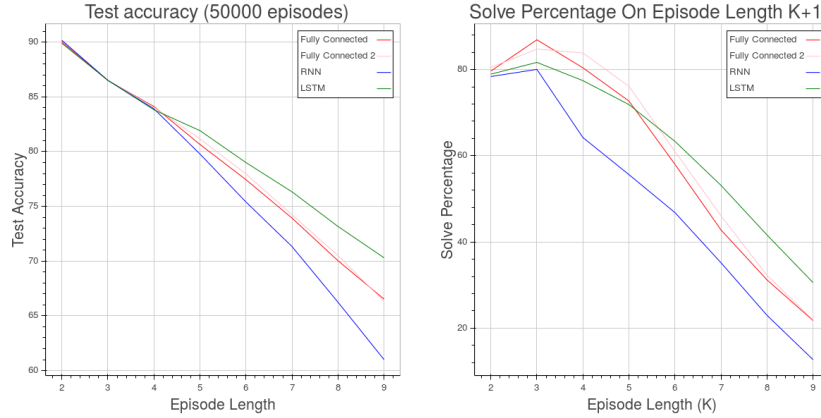 Test accuracy (50000 episodes)
Fully Connected
Fully Connected 2
RNN
LSTM
90
85
80
75
70
65
60
Test Accuracy
2 3 4 5 6 7 8 9
Episode Length
Solve Percentage On Episode Length K+1
Fully Connected
Fully Connected 2
RNN
LSTM
80
60
40
20
Solve Percentage
2 3 4 5 6 7 8 9
Episode Length (K)